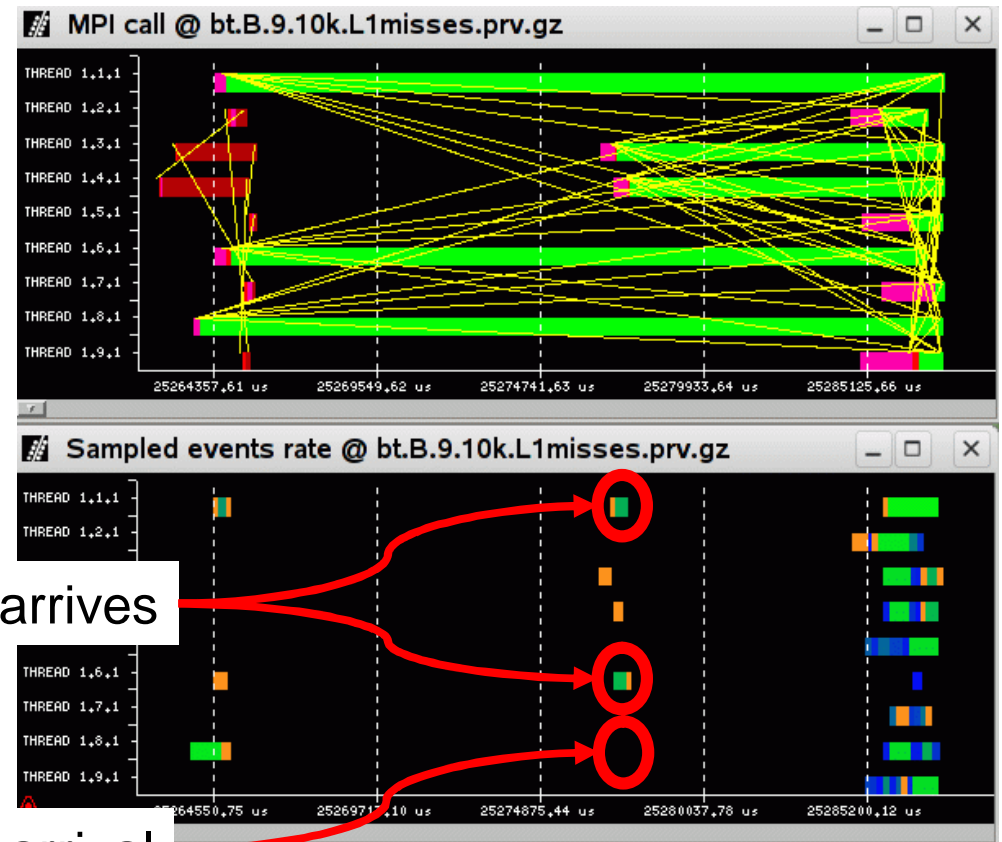 MPI call @ bt.B.9.10k.L1misses.prv.gz
THREAD 1.1.1
THREAD 1.2.1
THREAD 1.3.1
THREAD 1.4.1
THREAD 1.5.1
THREAD 1.6.1
THREAD 1.7.1
THREAD 1.8.1
THREAD 1.9.1
25264357,61 us 25269549,62 us 25274741,63 us 25279933,64 us 25285125,66 us
Sampled events rate @ bt.B.9.10k.L1misses.prv.gz
THREAD 1.1.1
THREAD 1.2.1
arrives
THREAD 1.6.1
THREAD 1.7.1
THREAD 1.8.1
THREAD 1.9.1
25264550,75 us 25269712,10 us 25274875,44 us 25280037,78 us 25285200,12 us
arrival